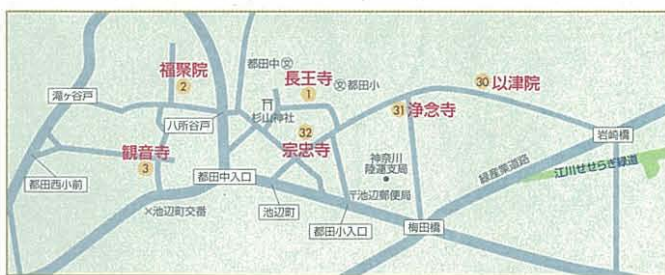 都田中 文
長王寺
1
文 都田小
福聚院
2
30 以津院
滝ヶ谷戸
八所谷戸
杉山神社
31 浄念寺
32
宗忠寺
岩崎橋
観音寺
3
神奈川
陸運支局
緑産業道路
江川せせらぎ緑道
都田西小前
都田中入口
〒池辺郵便局
×池辺町交番
池辺町
都田小入口
梅田橋